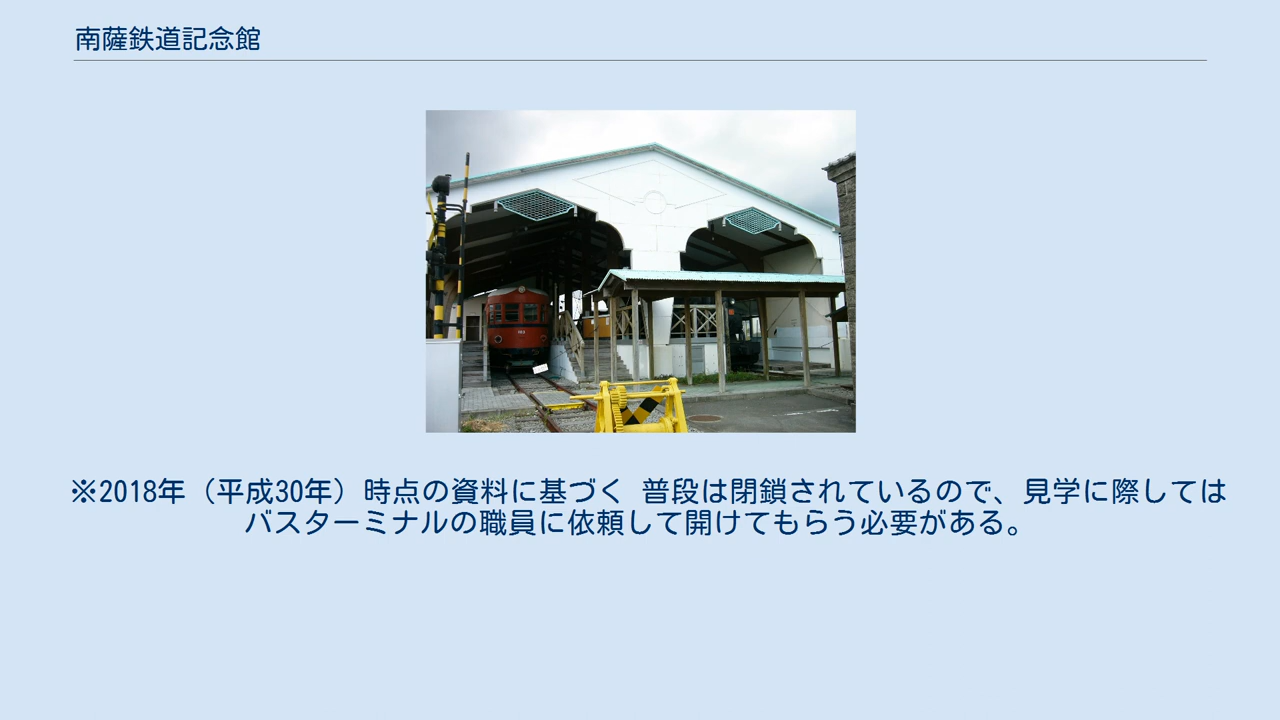 南薩鉄道記念館
※2018年（平成30年）時点の資料に基づく 普段は閉鎖されているので、見学に際しては
バスターミナルの職員に依頼して開けてもらう必要がある。